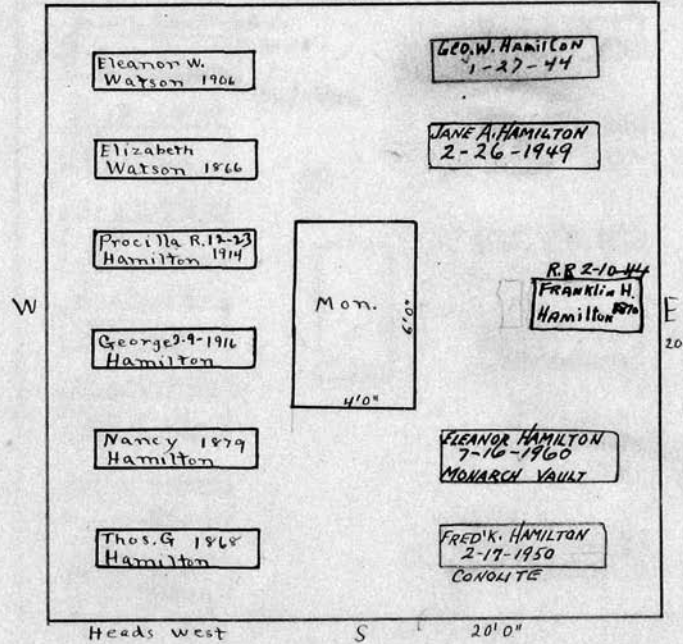 Eleanor W.
Watson 1906
Elizabeth
Watson 1866
Procilla R. 12-23
Hamilton 1914
George 2-9-1916
Hamilton
Nancy 1879
Hamilton
Thos. G 1868
Hamilton
Mon.
6'0"
4'0"
GEO. W. HAMILTON
1-27-44
JANE A. HAMILTON
2-26-1949
R.R 2-10-44
FRANKLIN H.
HAMILTON 1870
ELEANOR HAMILTON
7-16-1960
MONARCH VAULT
FRED'K. HAMILTON
2-17-1950
CONOLITE
W
E
20
Heads west
S
20'0"